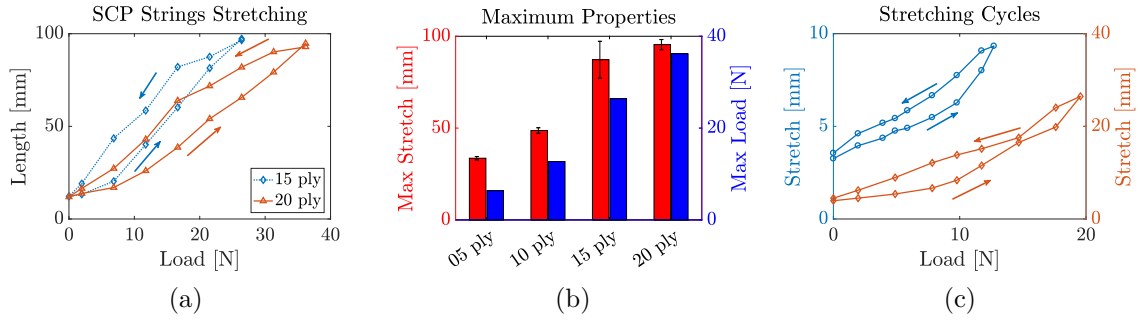 SCP Strings Stretching
Length [mm]
100
50
0
15 ply
20 ply
0 10 20 30 40
Load [N]
(a)
Maximum Properties
Max Stretch [mm]
100
50
0
05 ply
10 ply
15 ply
20 ply
40
20
0
Max Load [N]
(b)
Stretching Cycles
Stretch [mm]
10
5
0
0 10 20
Load [N]
40
20
0
Stretch [mm]
(c)